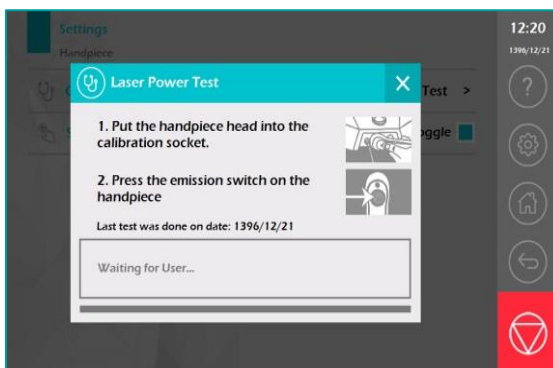 Settings
Handpiece
12:20
1396/12/21
Laser Power Test
Test >
oggle
1. Put the handpiece head into the
calibration socket.
2. Press the emission switch on the
handpiece
Last test was done on date: 1396/12/21
Waiting for User...